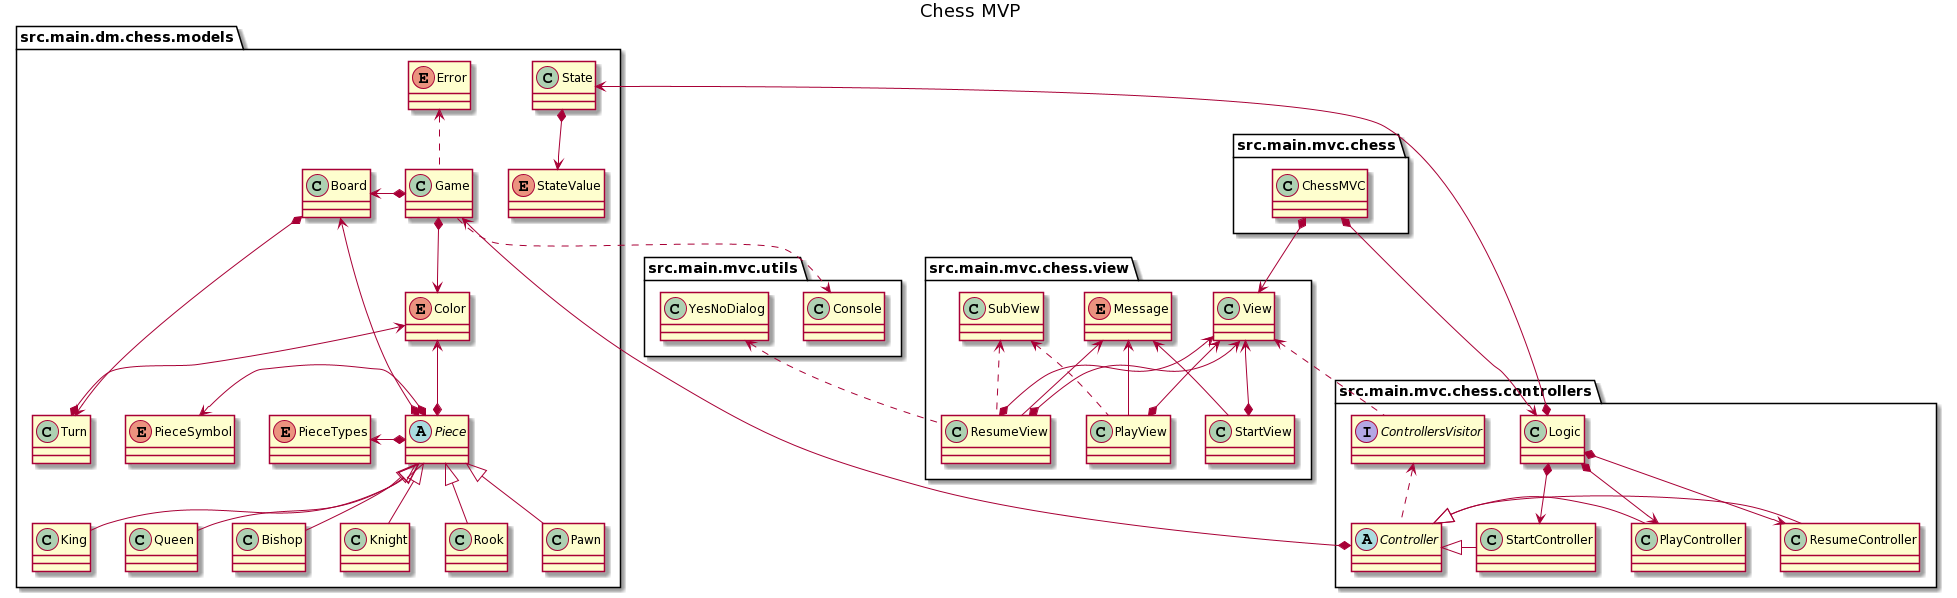 Chess MVP
src.main.dm.chess.models
E Error
C State
C Board
C Game
E StateValue
E Color
C Turn
E PieceSymbol
E PieceTypes
A Piece
C King
C Queen
C Bishop
C Knight
C Rook
C Pawn
src.main.mvc.utils
C YesNoDialog
C Console
src.main.mvc.chess
C ChessMVC
src.main.mvc.chess.view
C SubView
E Message
C View
C ResumeView
C PlayView
C StartView
src.main.mvc.chess.controllers
I ControllersVisitor
C Logic
A Controller
C StartController
C PlayController
C ResumeController